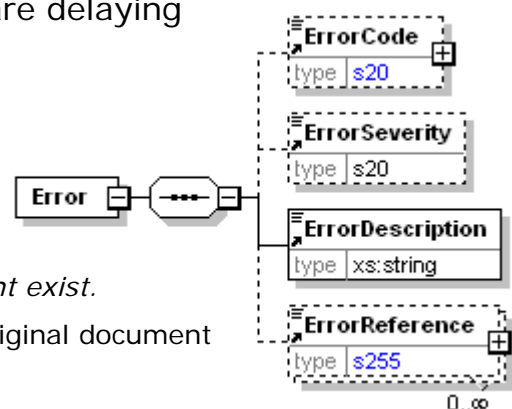 are delaying
ErrorCode
type s20
ErrorSeverity
type s20
Error
ErrorDescription
type xs:string
nt exist.
ErrorReference
riginal document
type s255
0..∞